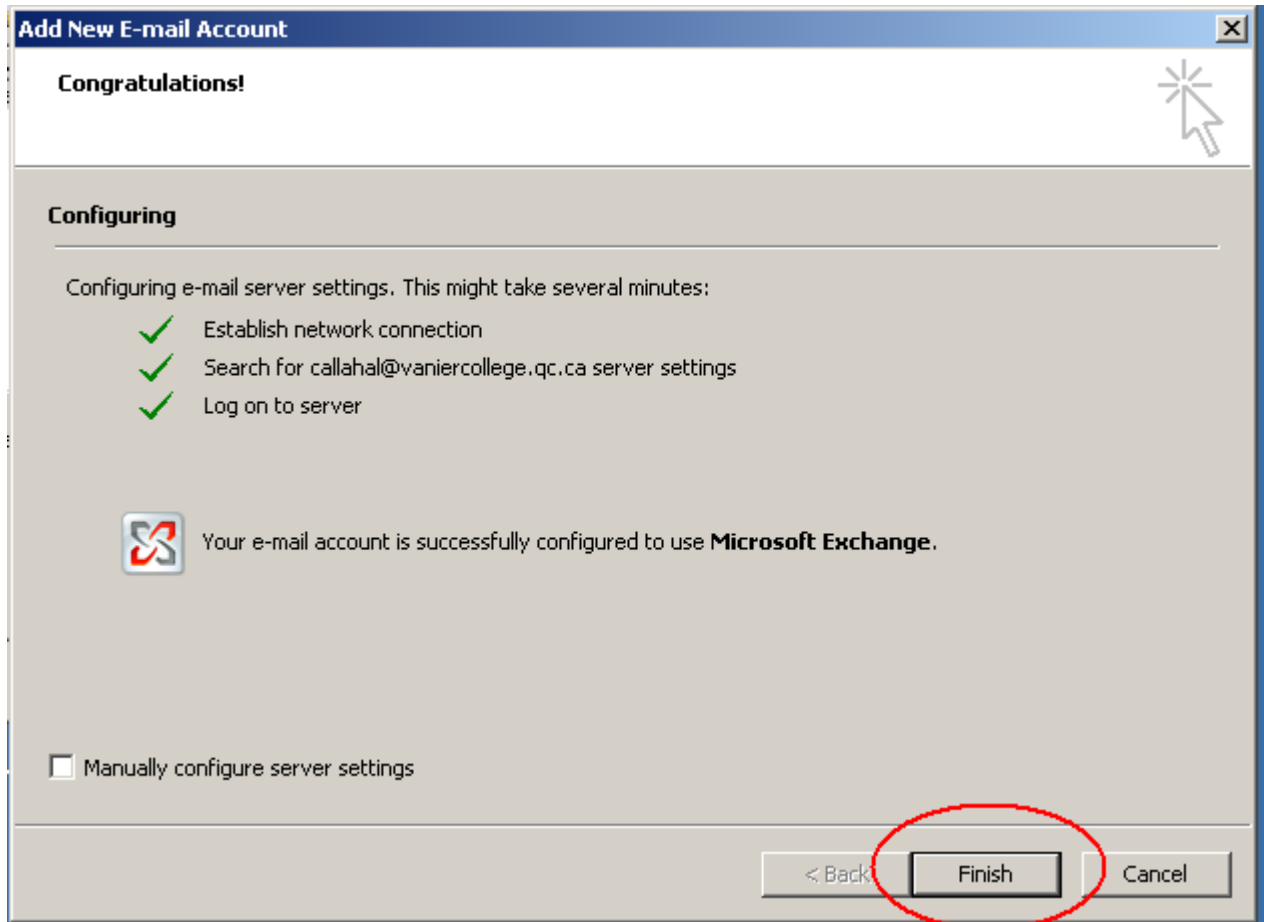 Add New E-mail Account
Congratulations!
Configuring
Configuring e-mail server settings. This might take several minutes:
Establish network connection
Search for callahal@vaniercollege.qc.ca server settings
Log on to server
Your e-mail account is successfully configured to use Microsoft Exchange.
Manually configure server settings
< Back
Finish
Cancel